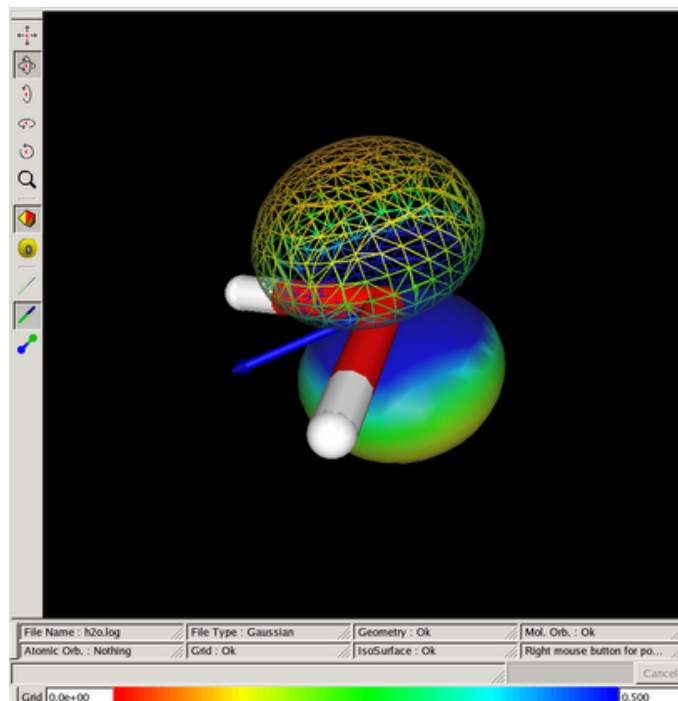 File Name : h2o.log File Type : Gaussian Geometry : Ok Mol. Orb. : Ok
Atomic Orb. : Nothing Grid : Ok IsoSurface : Ok Right mouse button for po...
Cancel
Grid 0.0e+00 0.500